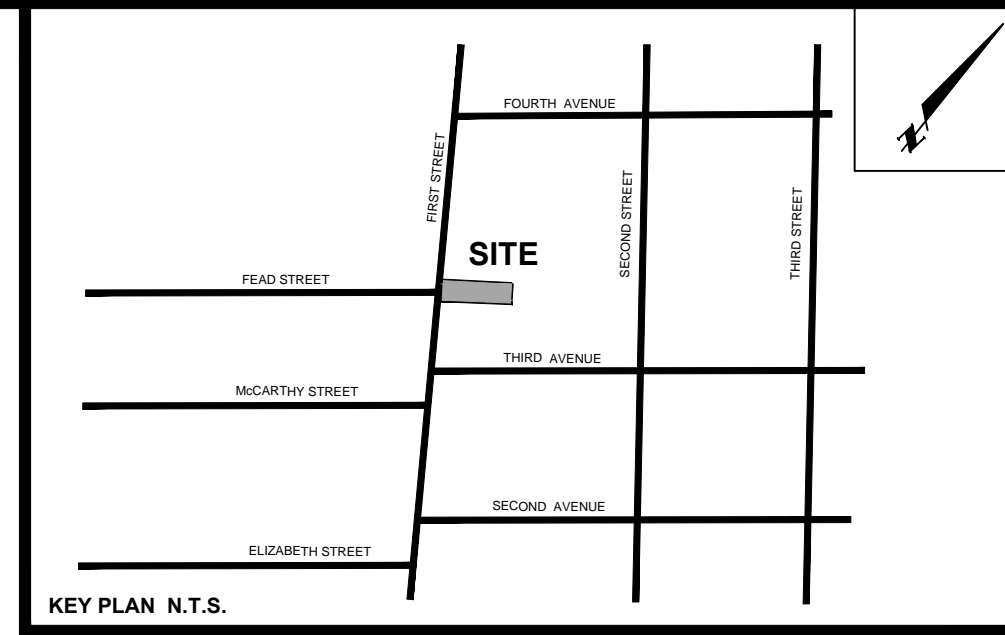 FOURTH AVENUE
FIRST STREET
SECOND STREET
THIRD STREET
N
SITE
FEAD STREET
THIRD AVENUE
McCARTHY STREET
SECOND AVENUE
ELIZABETH STREET
KEY PLAN N.T.S.